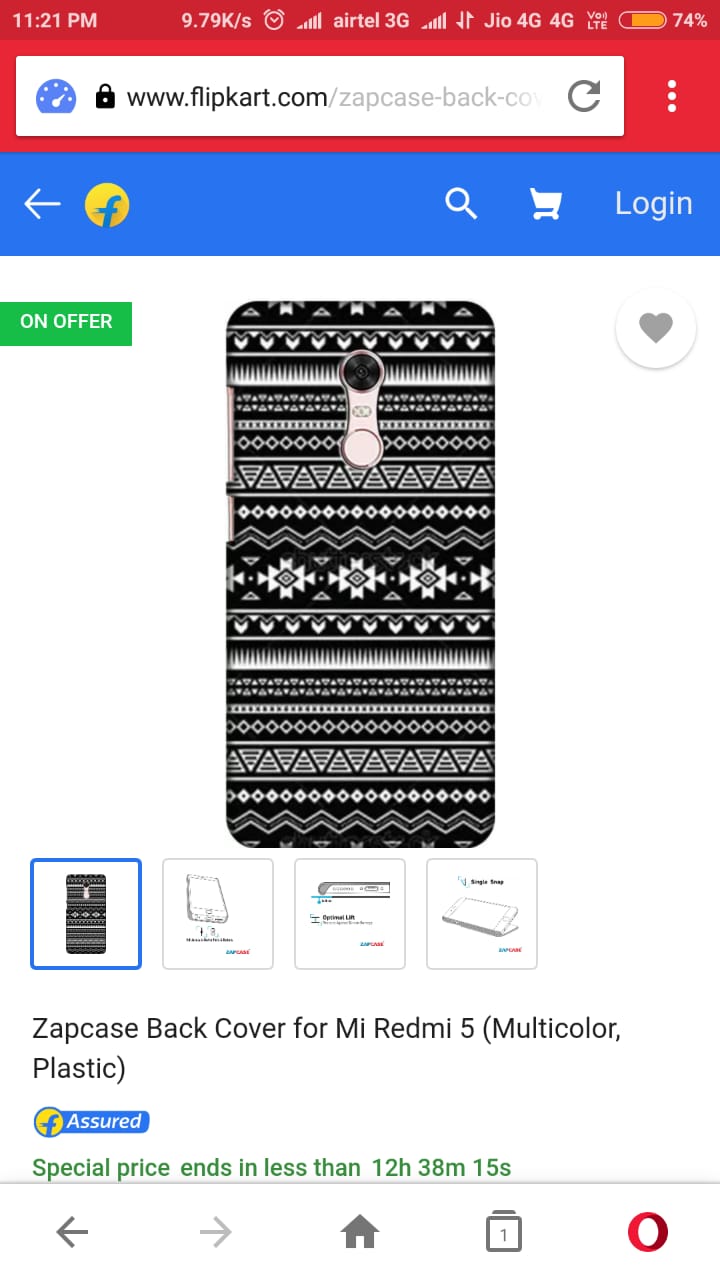 11:21 PM 9.79K/s airtel 3G Jio 4G 4G Vo)) LTE 74%
www.flipkart.com/zapcase-back-cov
Login
ON OFFER
Optimal Lift
ZAPCASE
ZAPCASE
Single Snap
ZAPCASE
Zapcase Back Cover for Mi Redmi 5 (Multicolor,
Plastic)
Assured
Special price ends in less than 12h 38m 15s
1